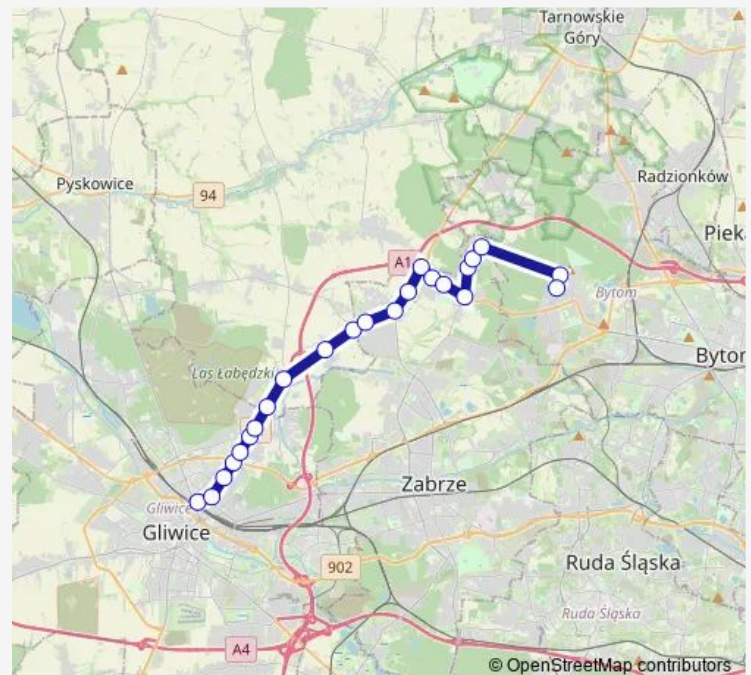 Tarnowskie
Góry
Pyskowice
94
Radzionków
Piek
A1
Bytom
Bytor
Las Łabędzki
Zabrze
Gliwice
Gliwice
902
Ruda Śląska
Ruda Śląska
A4
© OpenStreetMap contributors